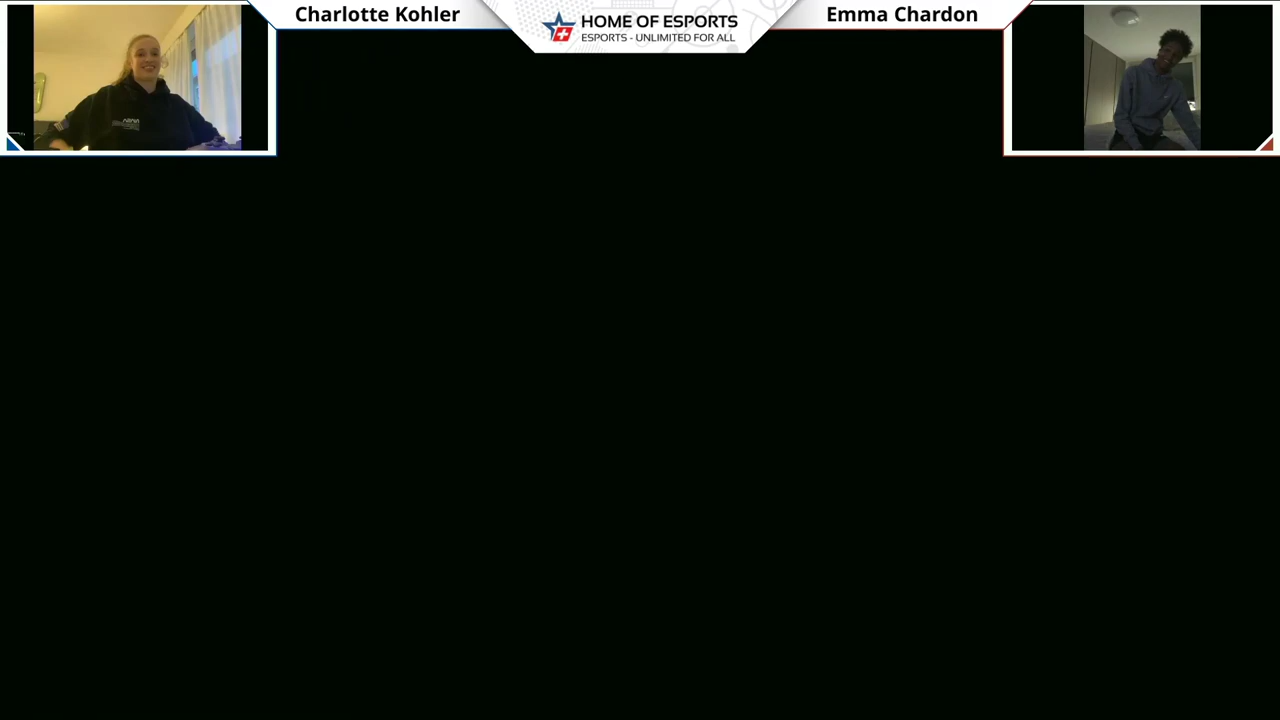 Charlotte Kohler
HOME OF ESPORTS
ESPORTS - UNLIMITED FOR ALL
Emma Chardon